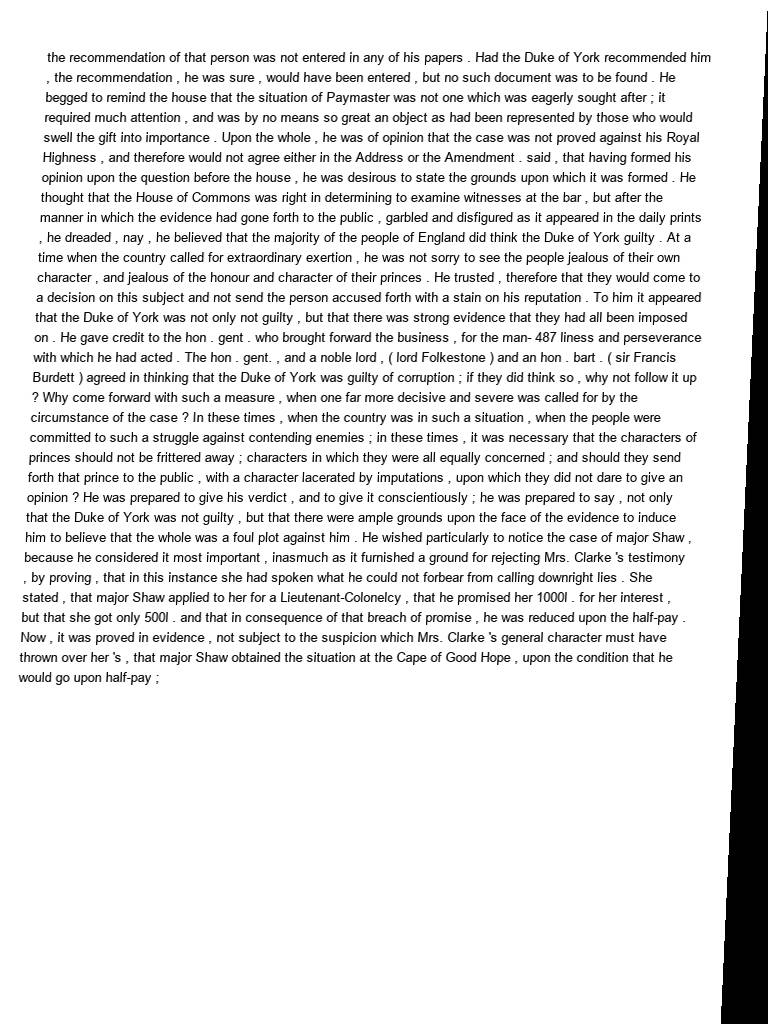 the recommendation of that person was not entered in any of his papers . Had the Duke of York recommended him
, the recommendation , he was sure , would have been entered , but no such document was to be found . He
begged to remind the house that the situation of Paymaster was not one which was eagerly sought after ; it
required much attention , and was by no means so great an object as had been represented by those who would
swell the gift into importance . Upon the whole , he was of opinion that the case was not proved against his Royal
Highness , and therefore would not agree either in the Address or the Amendment . said , that having formed his
opinion upon the question before the house , he was desirous to state the grounds upon which it was formed . He
thought that the House of Commons was right in determining to examine witnesses at the bar , but after the
manner in which the evidence had gone forth to the public , garbled and disfigured as it appeared in the daily prints
, he dreaded , nay , he believed that the majority of the people of England did think the Duke of York guilty . At a
time when the country called for extraordinary exertion , he was not sorry to see the people jealous of their own
character , and jealous of the honour and character of their princes . He trusted , therefore that they would come to
a decision on this subject and not send the person accused forth with a stain on his reputation . To him it appeared
that the Duke of York was not only not guilty , but that there was strong evidence that they had all been imposed
on . He gave credit to the hon . gent . who brought forward the business , for the man- 487 liness and perseverance
with which he had acted . The hon . gent. , and a noble lord , ( lord Folkestone ) and an hon . bart . ( sir Francis
Burdett ) agreed in thinking that the Duke of York was guilty of corruption ; if they did think so , why not follow it up
? Why come forward with such a measure , when one far more decisive and severe was called for by the
circumstance of the case ? In these times , when the country was in such a situation , when the people were
committed to such a struggle against contending enemies ; in these times , it was necessary that the characters of
princes should not be frittered away ; characters in which they were all equally concerned ; and should they send
forth that prince to the public , with a character lacerated by imputations , upon which they did not dare to give an
opinion ? He was prepared to give his verdict , and to give it conscientiously ; he was prepared to say , not only
that the Duke of York was not guilty , but that there were ample grounds upon the face of the evidence to induce
him to believe that the whole was a foul plot against him . He wished particularly to notice the case of major Shaw ,
because he considered it most important , inasmuch as it furnished a ground for rejecting Mrs. Clarke 's testimony
, by proving , that in this instance she had spoken what he could not forbear from calling downright lies . She
stated , that major Shaw applied to her for a Lieutenant-Colonelcy , that he promised her 1000l . for her interest ,
but that she got only 500l . and that in consequence of that breach of promise , he was reduced upon the half-pay .
Now , it was proved in evidence , not subject to the suspicion which Mrs. Clarke 's general character must have
thrown over her 's , that major Shaw obtained the situation at the Cape of Good Hope , upon the condition that he
would go upon half-pay ;